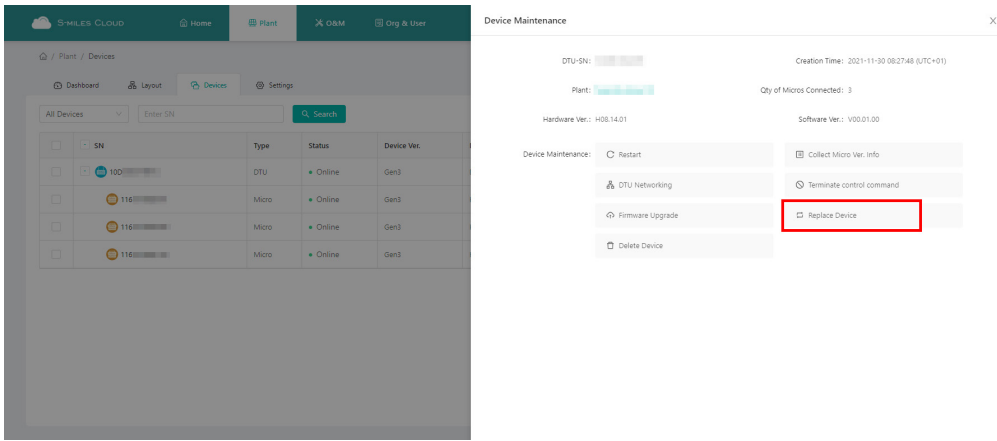 S-MILES CLOUD Home Plant O&M Org & User
/ Plant / Devices
Dashboard Layout Devices Settings
All Devices Enter SN Search
SN Type Status Device Ver.
10D DTU Online Gen3
116 Micro Online Gen3
116 Micro Online Gen3
116 Micro Online Gen3
Device Maintenance
DTU-SN: Creation Time: 2021-11-30 08:27:48 (UTC+01)
Plant: Qty of Micros Connected: 3
Hardware Ver.: H08.14.01 Software Ver.: V00.01.00
Device Maintenance: Restart Collect Micro Ver. Info
DTU Networking Terminate control command
Firmware Upgrade Replace Device
Delete Device